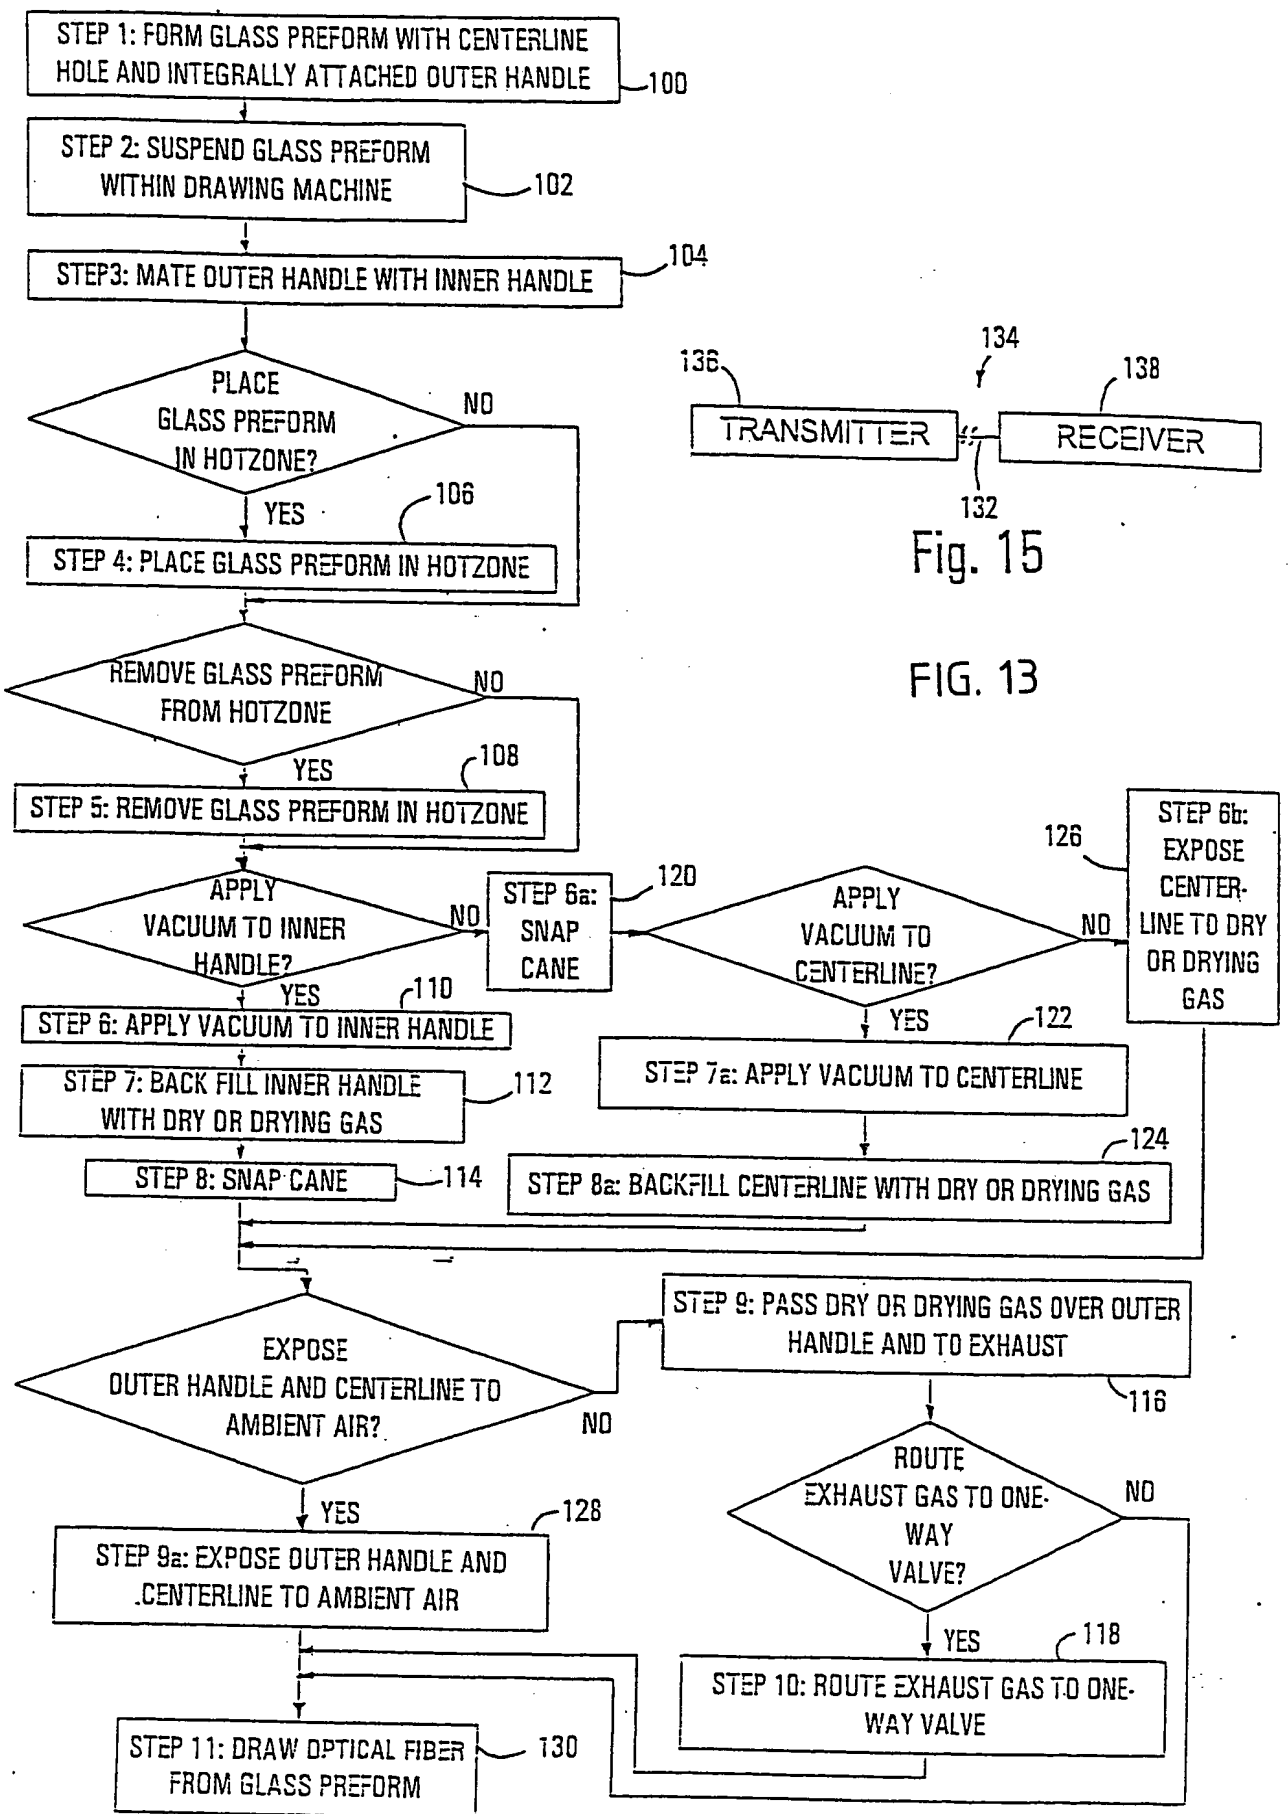 STEP 1: FORM GLASS PREFORM WITH CENTERLINE
HOLE AND INTEGRALLY ATTACHED OUTER HANDLE
100
STEP 2: SUSPEND GLASS PREFORM
WITHIN DRAWING MACHINE
102
STEP3: MATE OUTER HANDLE WITH INNER HANDLE
104
PLACE
GLASS PREFORM
IN HOTZONE?
NO
YES
106
STEP 4: PLACE GLASS PREFORM IN HOTZONE
136
134
138
TRANSMITTER
RECEIVER
132
Fig. 15
FIG. 13
REMOVE GLASS PREFORM
FROM HOTZONE
NO
YES
108
STEP 5: REMOVE GLASS PREFORM IN HOTZONE
APPLY
VACUUM TO INNER
HANDLE?
NO
YES
STEP 6a:
SNAP
CANE
120
APPLY
VACUUM TO
CENTERLINE?
NO
YES
126
STEP 6b:
EXPOSE
CENTER-
LINE TO DRY
OR DRYING
GAS
110
STEP 6: APPLY VACUUM TO INNER HANDLE
122
STEP 7a: APPLY VACUUM TO CENTERLINE
STEP 7: BACK FILL INNER HANDLE
WITH DRY OR DRYING GAS
112
124
STEP 8: SNAP CANE
114
STEP 8a: BACKFILL CENTERLINE WITH DRY OR DRYING GAS
EXPOSE
OUTER HANDLE AND CENTERLINE TO
AMBIENT AIR?
NO
YES
STEP 9: PASS DRY OR DRYING GAS OVER OUTER
HANDLE AND TO EXHAUST
116
ROUTE
EXHAUST GAS TO ONE-
WAY
VALVE?
NO
YES
128
STEP 9a: EXPOSE OUTER HANDLE AND
CENTERLINE TO AMBIENT AIR
118
STEP 10: ROUTE EXHAUST GAS TO ONE-
WAY VALVE
STEP 11: DRAW OPTICAL FIBER
FROM GLASS PREFORM
130